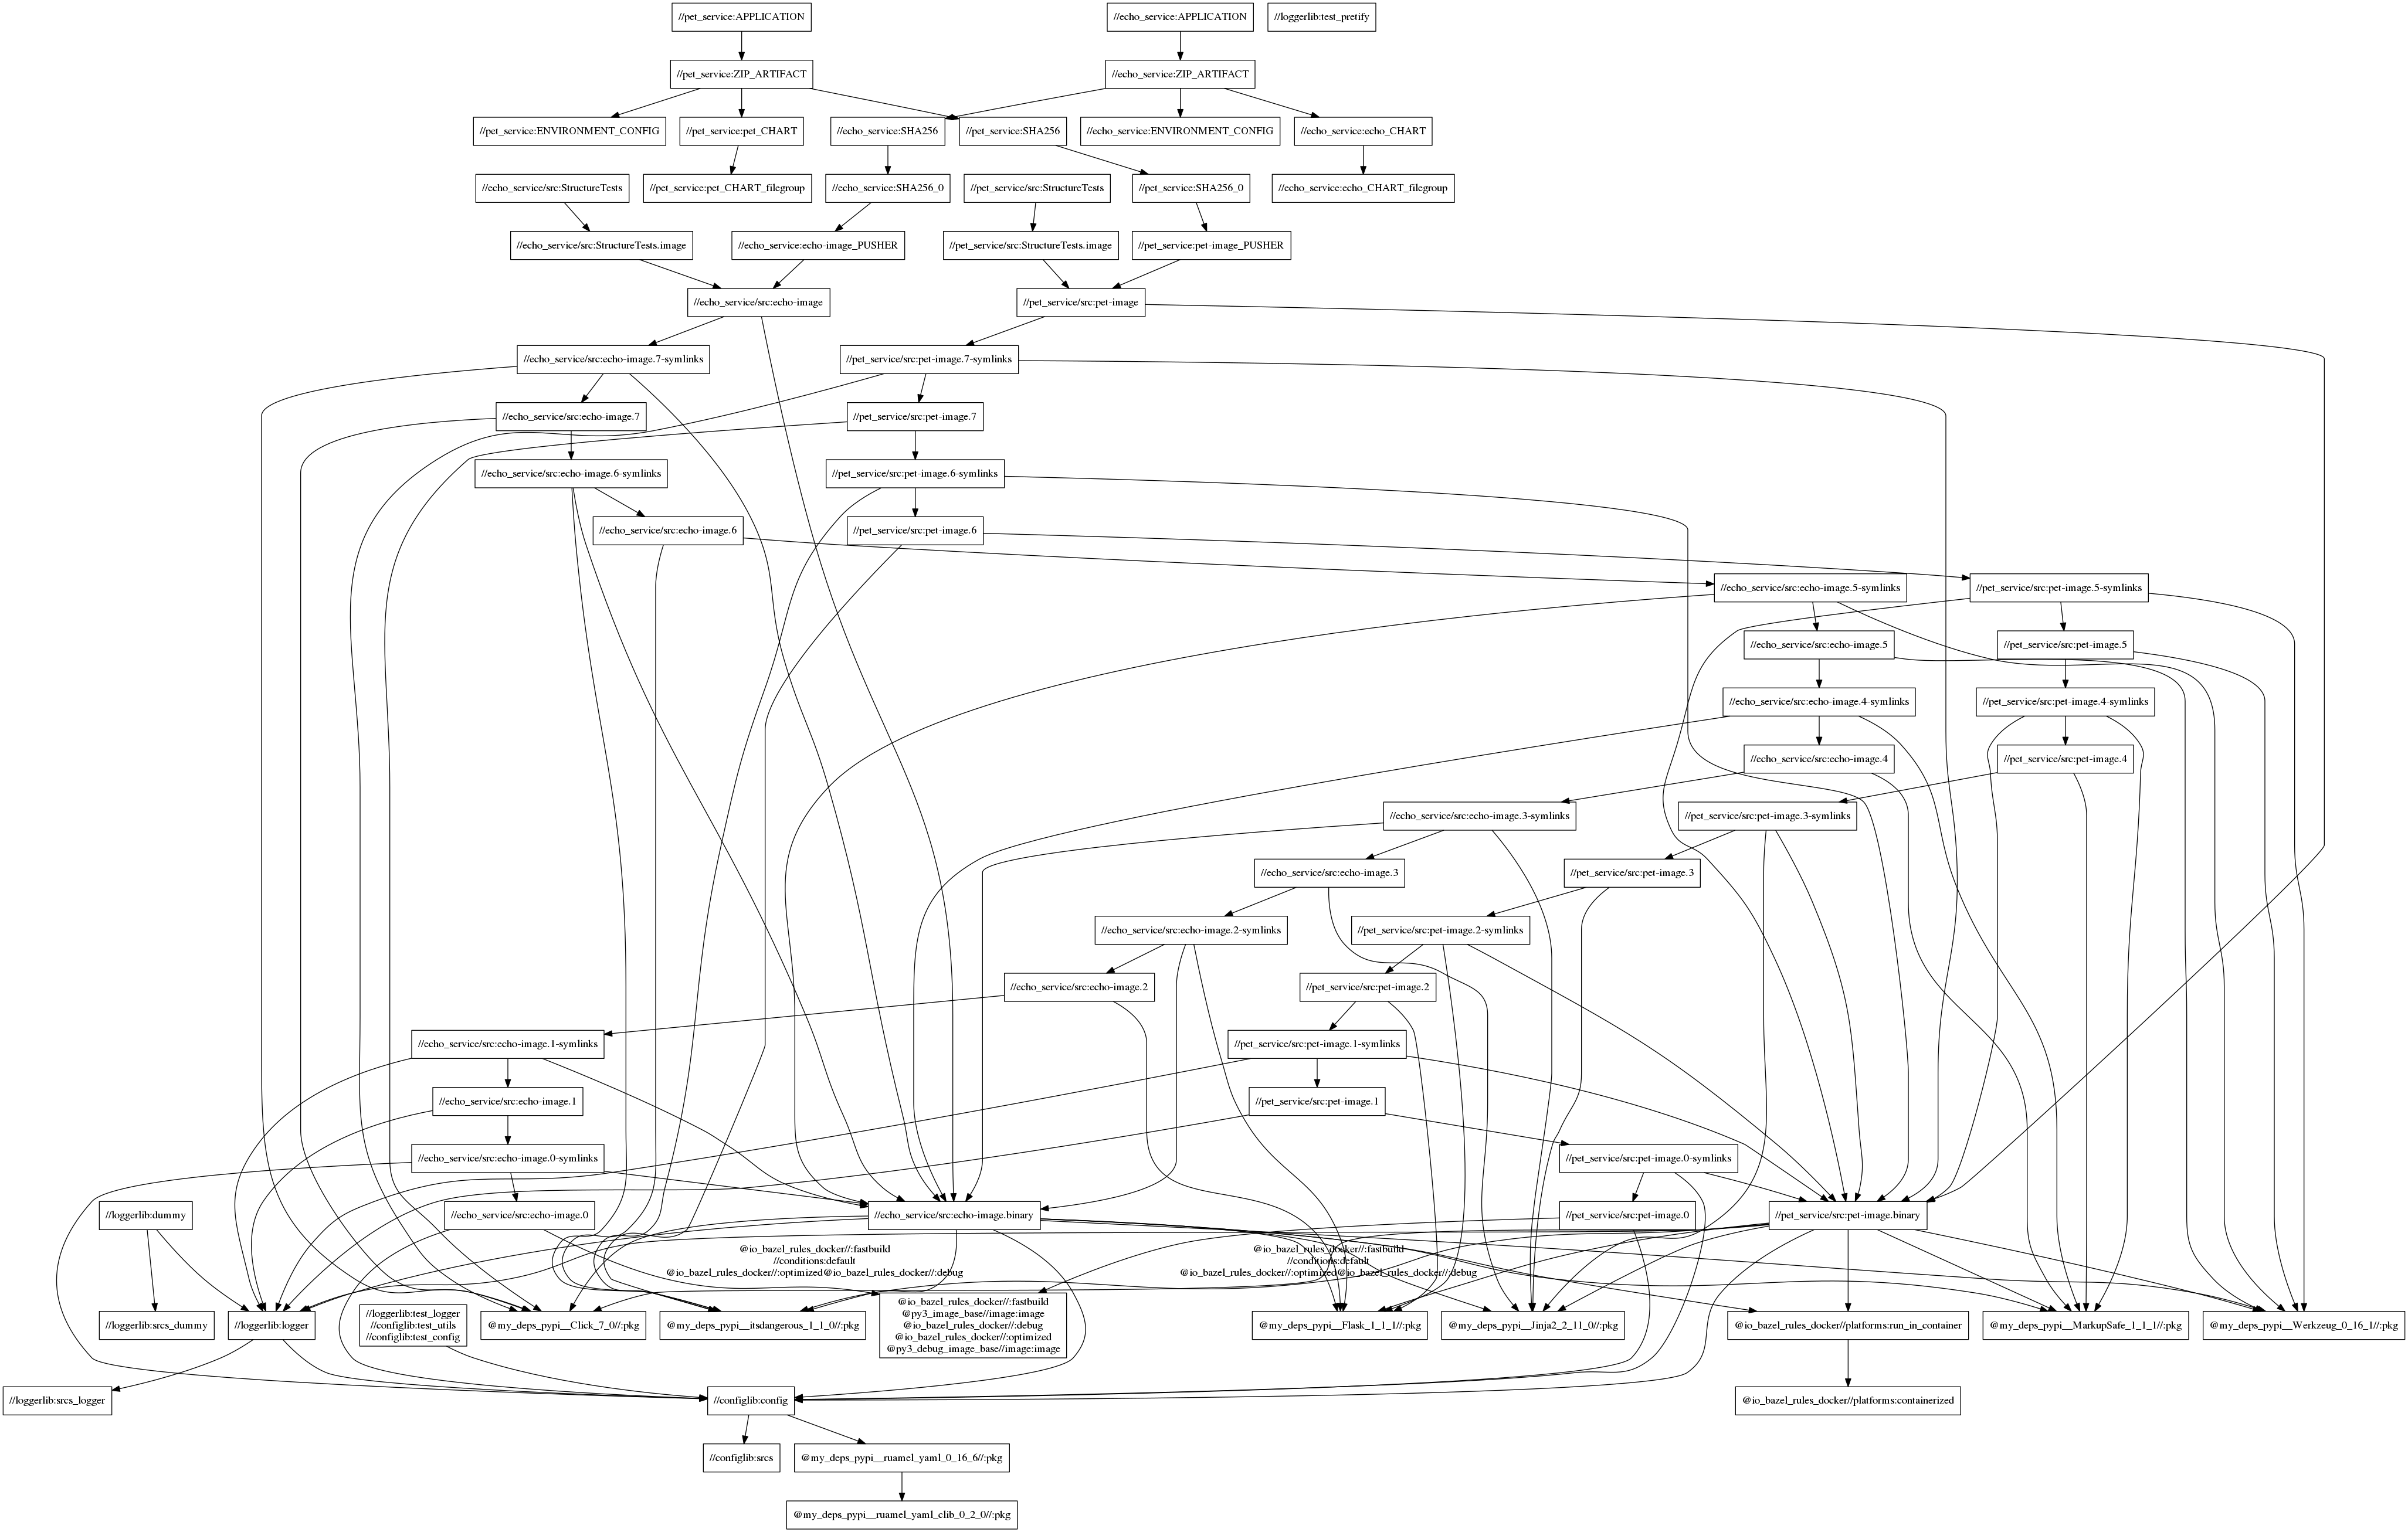 //pet_service:APPLICATION
//echo_service:APPLICATION
//loggerlib:test_pretify
//pet_service:ZIP_ARTIFACT
//echo_service:ZIP_ARTIFACT
//pet_service:ENVIRONMENT_CONFIG
//pet_service:pet_CHART
//echo_service:SHA256
//pet_service:SHA256
//echo_service:ENVIRONMENT_CONFIG
//echo_service:echo_CHART
//echo_service/src:StructureTests
//pet_service:pet_CHART_filegroup
//echo_service:SHA256_0
//pet_service/src:StructureTests
//pet_service:SHA256_0
//echo_service:echo_CHART_filegroup
//echo_service/src:StructureTests.image
//echo_service:echo-image_PUSHER
//pet_service/src:StructureTests.image
//pet_service:pet-image_PUSHER
//echo_service/src:echo-image
//pet_service/src:pet-image
//echo_service/src:echo-image.7-symlinks
//pet_service/src:pet-image.7-symlinks
//echo_service/src:echo-image.7
//pet_service/src:pet-image.7
//echo_service/src:echo-image.6-symlinks
//pet_service/src:pet-image.6-symlinks
//echo_service/src:echo-image.6
//pet_service/src:pet-image.6
//echo_service/src:echo-image.5-symlinks
//pet_service/src:pet-image.5-symlinks
//echo_service/src:echo-image.5
//pet_service/src:pet-image.5
//echo_service/src:echo-image.4-symlinks
//pet_service/src:pet-image.4-symlinks
//echo_service/src:echo-image.4
//pet_service/src:pet-image.4
//echo_service/src:echo-image.3-symlinks
//pet_service/src:pet-image.3-symlinks
//echo_service/src:echo-image.3
//pet_service/src:pet-image.3
//echo_service/src:echo-image.2-symlinks
//pet_service/src:pet-image.2-symlinks
//echo_service/src:echo-image.2
//pet_service/src:pet-image.2
//echo_service/src:echo-image.1-symlinks
//pet_service/src:pet-image.1-symlinks
//echo_service/src:echo-image.1
//pet_service/src:pet-image.1
//echo_service/src:echo-image.0-symlinks
//pet_service/src:pet-image.0-symlinks
//loggerlib:dummy
//echo_service/src:echo-image.0
//echo_service/src:echo-image.binary
//pet_service/src:pet-image.0
//pet_service/src:pet-image.binary
@io_bazel_rules_docker//:fastbuild
//conditions:default
@io_bazel_rules_docker//:optimized@io_bazel_rules_docker//:debug
@io_bazel_rules_docker//:fastbuild
//conditions:default
@io_bazel_rules_docker//:optimized@io_bazel_rules_docker//:debug
//loggerlib:srcs_dummy
//loggerlib:logger
//loggerlib:test_logger
//configlib:test_utils
//configlib:test_config
@my_deps_pypi__Click_7_0//:pkg
@my_deps_pypi__itsdangerous_1_1_0//:pkg
@io_bazel_rules_docker//:fastbuild
@py3_image_base//image:image
@io_bazel_rules_docker//:debug
@io_bazel_rules_docker//:optimized
@py3_debug_image_base//image:image
@my_deps_pypi__Flask_1_1_1//:pkg
@my_deps_pypi__Jinja2_2_11_0//:pkg
@io_bazel_rules_docker//platforms:run_in_container
@my_deps_pypi__MarkupSafe_1_1_1//:pkg
@my_deps_pypi__Werkzeug_0_16_1//:pkg
//loggerlib:srcs_logger
//configlib:config
@io_bazel_rules_docker//platforms:containerized
//configlib:srcs
@my_deps_pypi__ruamel_yaml_0_16_6//:pkg
@my_deps_pypi__ruamel_yaml_clib_0_2_0//:pkg